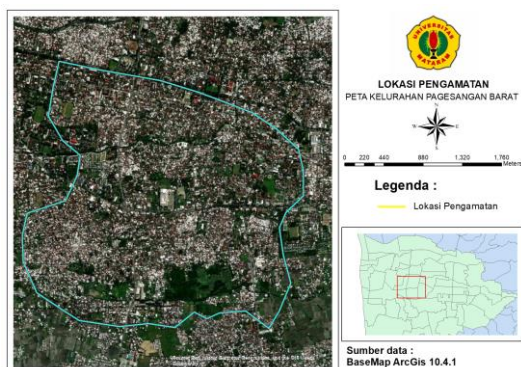 UNIVERSITAS
MATARAM
LOKASI PENGAMATAN
PETA KELURAHAN PAGESANGAN BARAT
N
W
E
S
0 220 440 880 1,320 1,760
Meters
Legenda :
Lokasi Pengamatan
Sumber data :
BaseMap ArcGis 10.4.1